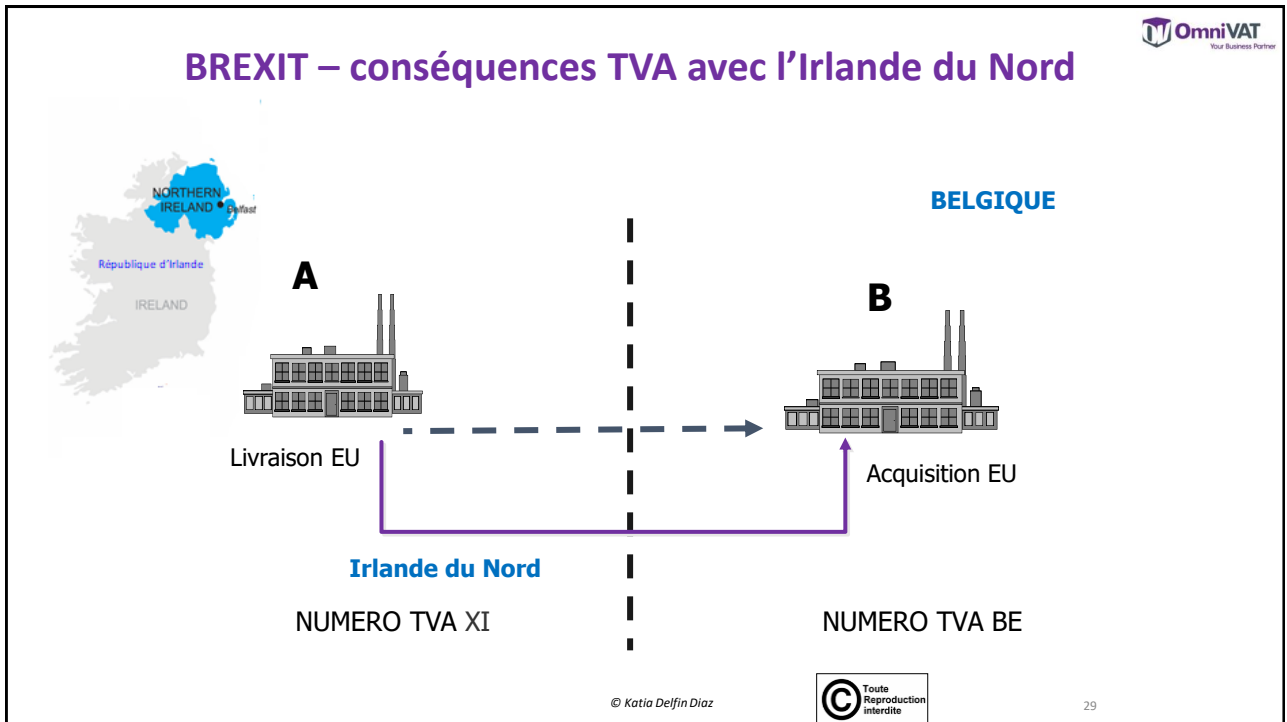 OmniVAT
Your Business Partner
BREXIT – conséquences TVA avec l’Irlande du Nord
NORTHERN
IRELAND
Belfast
République d'Irlande
IRELAND
BELGIQUE
A
B
Livraison EU
Acquisition EU
Irlande du Nord
NUMERO TVA XI
NUMERO TVA BE
© Katia Delfin Diaz
© Toute
Reproduction
interdite
29